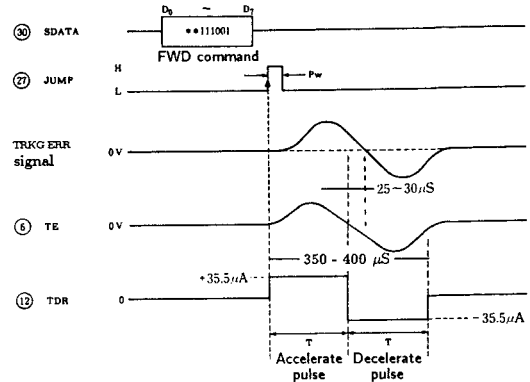 D₀ ~ D₇
㉚ SDATA
**111001
FWD command
㉗ JUMP
H
L
Pw
TRKG ERR
signal
0V
25~30μS
⑥ TE
0V
350 - 400 μS
+35.5μA
⑫ TDR
0
-35.5μA
T
T
Accelerate
pulse
Decelerate
pulse